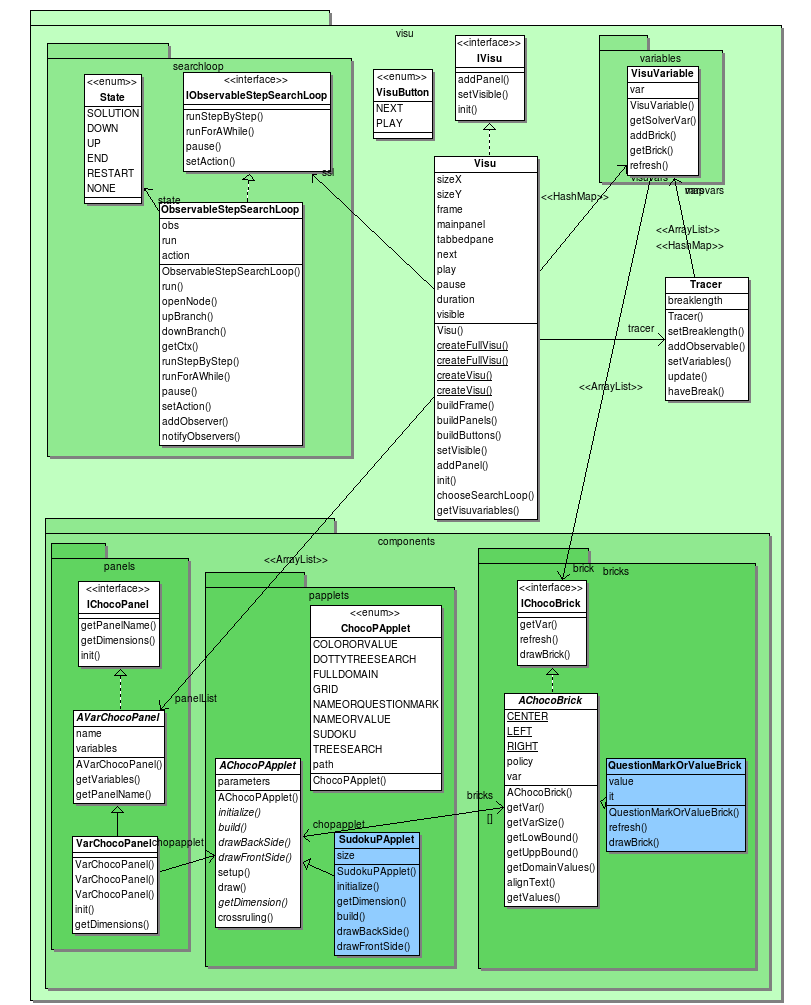 visu
searchloop
<<enum>>
State
SOLUTION
DOWN
UP
END
RESTART
NONE
<<interface>>
IObservableStepSearchLoop
runStepByStep()
runForAWhile()
pause()
setAction()
ssl
state
ObservableStepSearchLoop
obs
run
action
ObservableStepSearchLoop()
run()
openNode()
upBranch()
downBranch()
getCtx()
runStepByStep()
runForAWhile()
pause()
setAction()
addObserver()
notifyObservers()
<<enum>>
VisuButton
NEXT
PLAY
<<interface>>
IVisu
addPanel()
setVisible()
init()
Visu
sizeX
sizeY
frame
mainpanel
tabbedpane
next
play
pause
duration
visible
Visu()
createFullVisu()
createFullVisu()
createVisu()
createVisu()
buildFrame()
buildPanels()
buildButtons()
setVisible()
addPanel()
init()
chooseSearchLoop()
getVisuvariables()
variables
VisuVariable
var
VisuVariable()
getSolverVar()
addBrick()
getBrick()
refresh()
visuvars
<<HashMap>>
<<ArrayList>>
<<HashMap>>
Tracer
breaklength
Tracer()
setBreaklength()
addObservable()
setVariables()
update()
haveBreak()
tracer
<<ArrayList>>
components
<<ArrayList>>
panels
<<interface>>
IChocoPanel
getPanelName()
getDimensions()
init()
panelList
AVarChocoPanel
name
variables
AVarChocoPanel()
getVariables()
getPanelName()
VarChocoPanel
chopapplet
VarChocoPanel()
VarChocoPanel()
VarChocoPanel()
init()
getDimensions()
papplets
<<enum>>
ChocoPApplet
COLORORVALUE
DOTTYTREESEARCH
FULLDOMAIN
GRID
NAMEORQUESTIONMARK
NAMEORVALUE
SUDOKU
TREESEARCH
path
ChocoPApplet()
AChocoPApplet
parameters
AChocoPApplet()
initialize()
build()
drawBackSide()
drawFrontSide()
setup()
draw()
getDimension()
crossruling()
chopapplet
SudokuPApplet
size
SudokuPApplet()
initialize()
getDimension()
build()
drawBackSide()
drawFrontSide()
bricks
brick
<<interface>>
IChocoBrick
getVar()
refresh()
drawBrick()
bricks
[]
AChocoBrick
CENTER
LEFT
RIGHT
policy
var
AChocoBrick()
getVar()
getVarSize()
getLowBound()
getUppBound()
getDomainValues()
alignText()
getValues()
QuestionMarkOrValueBrick
value
it
QuestionMarkOrValueBrick()
refresh()
drawBrick()